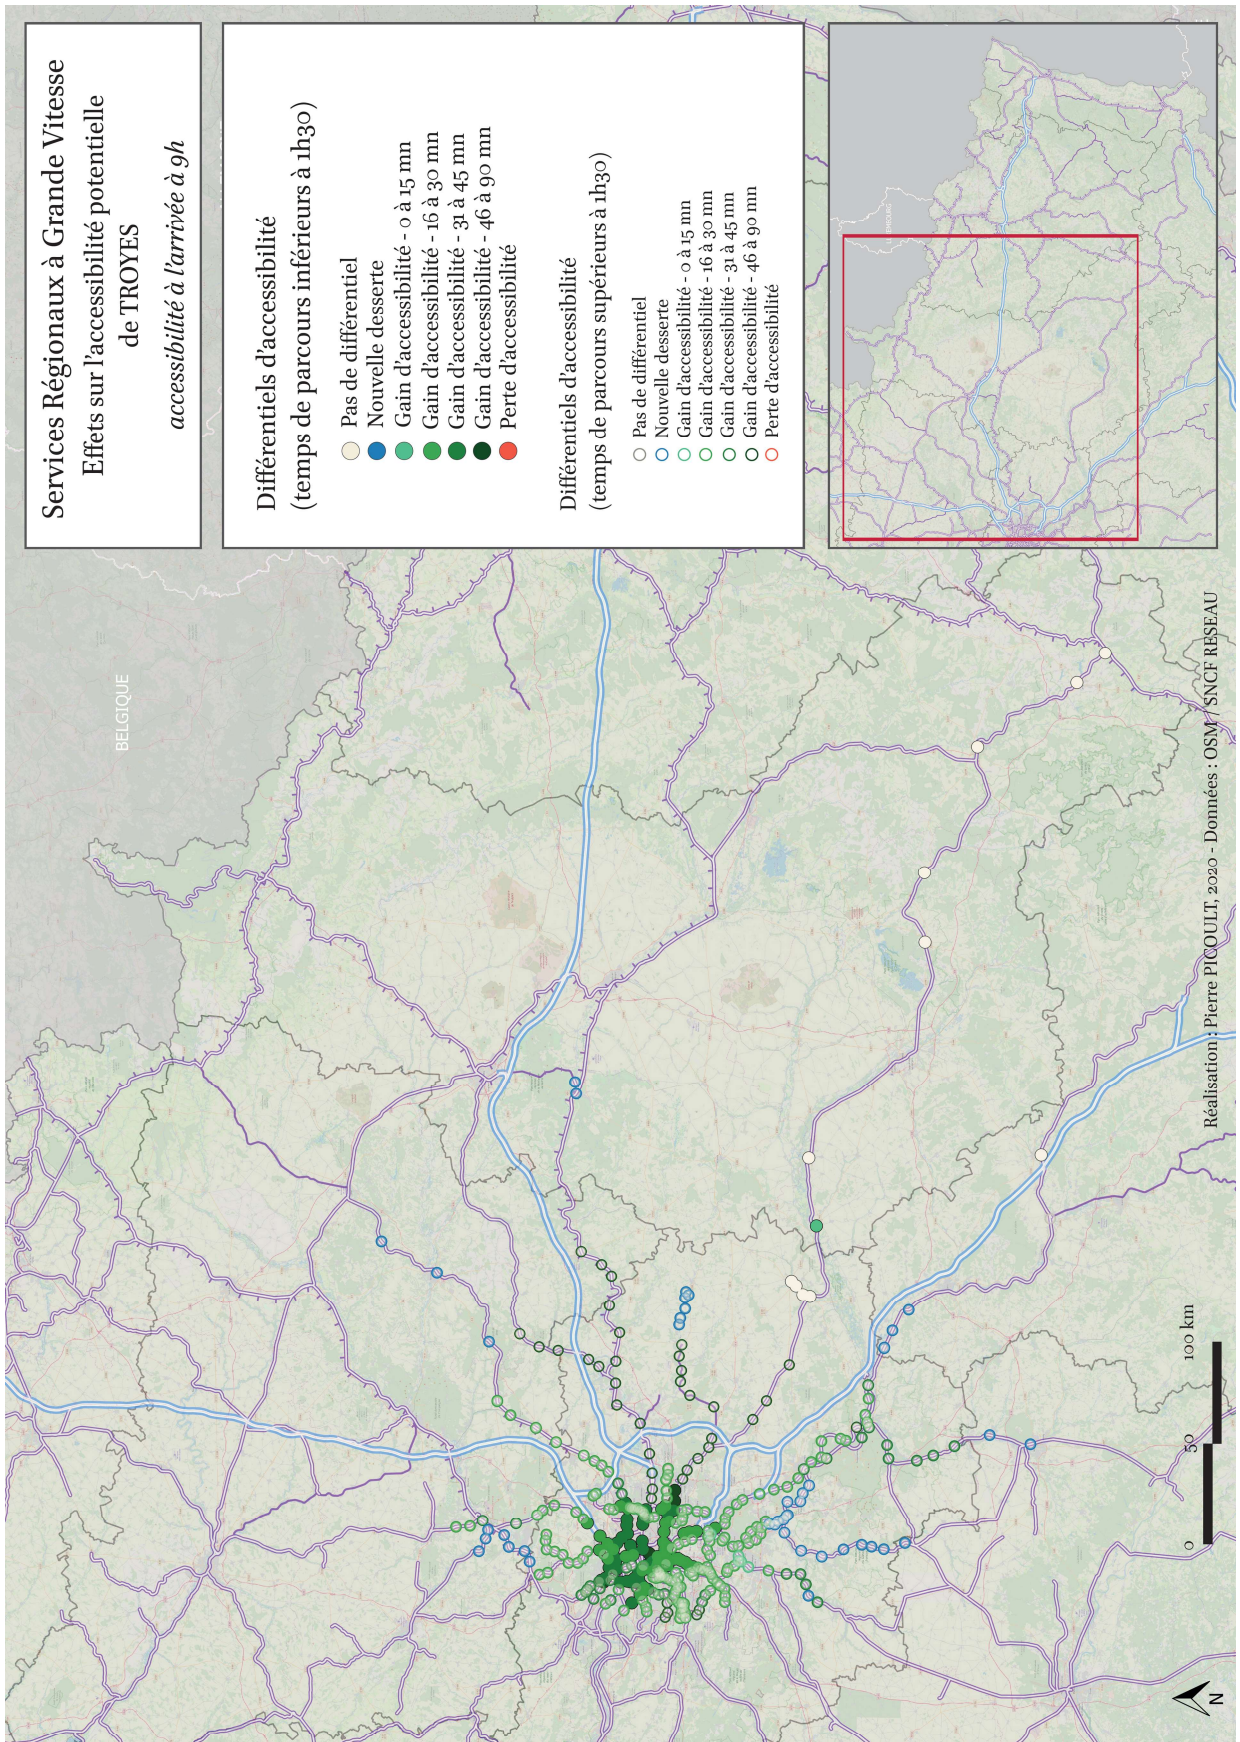 Services Régionaux à Grande Vitesse
Effets sur l'accessibilité potentielle
de TROYES
accessibilité à l'arrivée à 9h
Différentiels d'accessibilité
(temps de parcours inférieurs à 1h30)
Pas de différentiel
Nouvelle desserte
Gain d'accessibilité - 0 à 15 mn
Gain d'accessibilité - 16 à 30 mn
Gain d'accessibilité - 31 à 45 mn
Gain d'accessibilité - 46 à 90 mn
Perte d'accessibilité
Différentiels d'accessibilité
(temps de parcours supérieurs à 1h30)
Pas de différentiel
Nouvelle desserte
Gain d'accessibilité - 0 à 15 mn
Gain d'accessibilité - 16 à 30 mn
Gain d'accessibilité - 31 à 45 mn
Gain d'accessibilité - 46 à 90 mn
Perte d'accessibilité
BELGIQUE
Réalisation : Pierre PICOULT, 2020 - Données : OSM / SNCF RESEAU
0 50 100 km
N